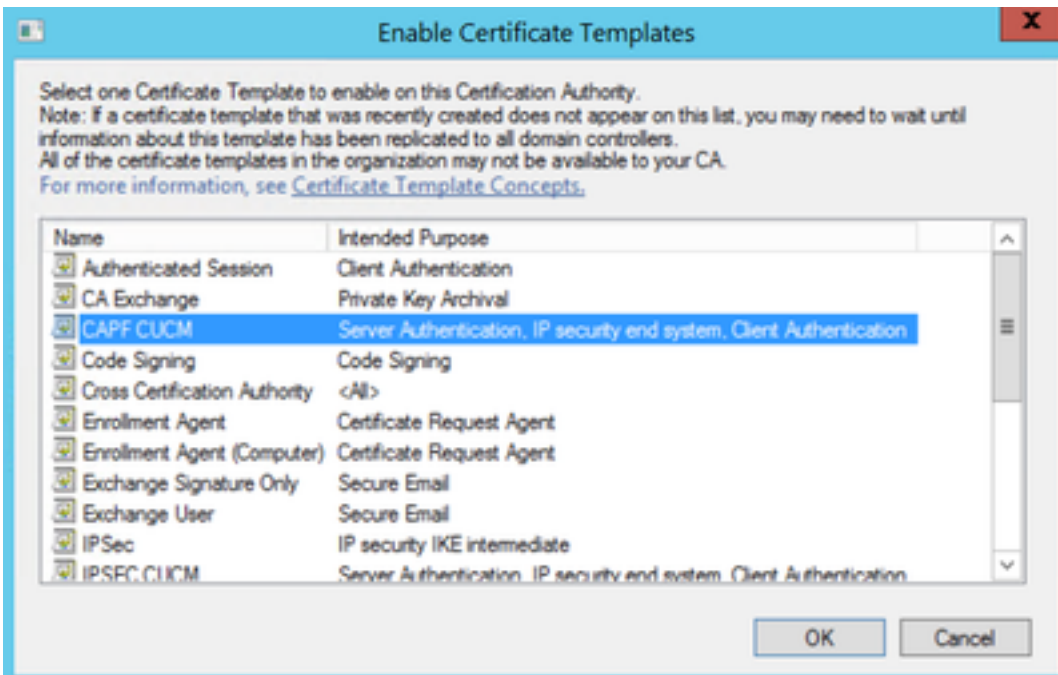 Enable Certificate Templates
x
Select one Certificate Template to enable on this Certification Authority.
Note: If a certificate template that was recently created does not appear on this list, you may need to wait until
information about this template has been replicated to all domain controllers.
All of the certificate templates in the organization may not be available to your CA.
For more information, see Certificate Template Concepts.
Name Intended Purpose
Authenticated Session Client Authentication
CA Exchange Private Key Archival
CAPF CUCM Server Authentication, IP security end system, Client Authentication
Code Signing Code Signing
Cross Certification Authority <All>
Enrollment Agent Certificate Request Agent
Enrollment Agent (Computer) Certificate Request Agent
Exchange Signature Only Secure Email
Exchange User Secure Email
IPSec IP security IKE intermediate
IPSEC CUCM Server Authentication, IP security end system, Client Authentication
OK Cancel